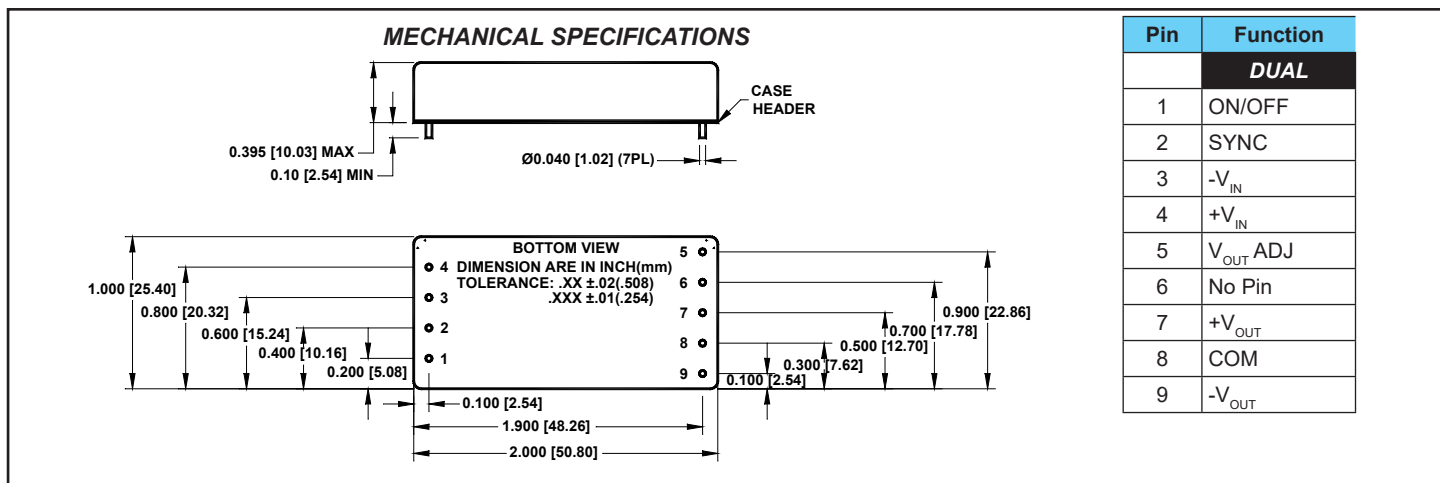 MECHANICAL SPECIFICATIONS
CASE
HEADER
0.395 [10.03] MAX
0.10 [2.54] MIN
Ø0.040 [1.02] (7PL)
BOTTOM VIEW
DIMENSION ARE IN INCH(mm)
TOLERANCE: .XX ±.02(.508)
.XXX ±.01(.254)
4
3
2
1
5
6
7
8
9
1.000 [25.40]
0.800 [20.32]
0.600 [15.24]
0.400 [10.16]
0.200 [5.08]
0.900 [22.86]
0.700 [17.78]
0.500 [12.70]
0.300 [7.62]
0.100 [2.54]
0.100 [2.54]
1.900 [48.26]
2.000 [50.80]
Pin Function
DUAL
1 ON/OFF
2 SYNC
3 -VIN
4 +VIN
5 VOUT ADJ
6 No Pin
7 +VOUT
8 COM
9 -VOUT